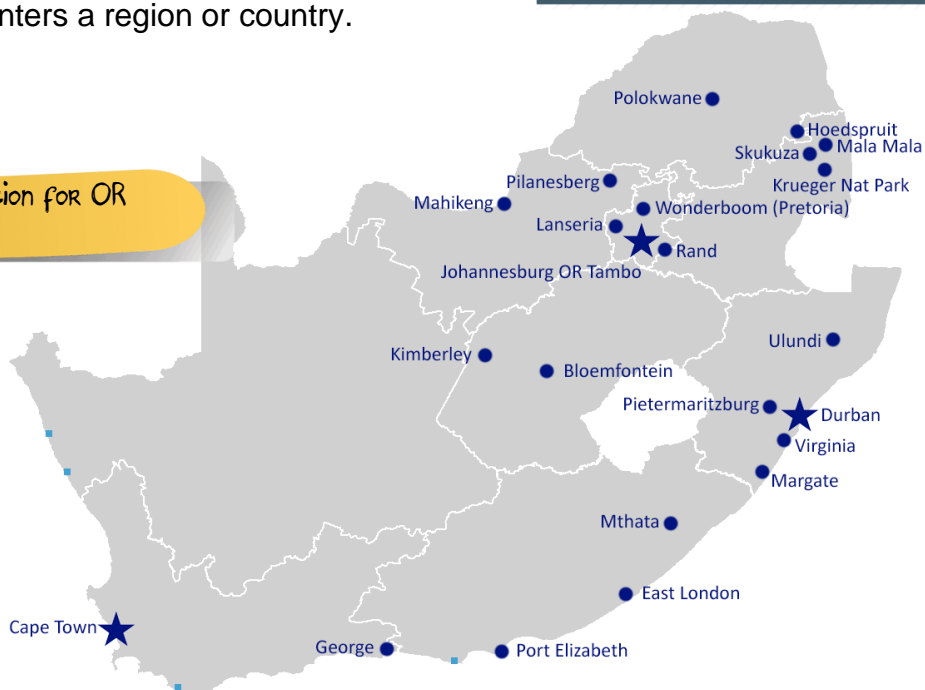 nters a region or country.
tion for OR
Polokwane
Hoedspruit
Mala Mala
Skukuza
Krueger Nat Park
Pilanesberg
Mahikeng
Wonderboom (Pretoria)
Lanseria
Rand
Johannesburg OR Tambo
Ulundi
Kimberley
Bloemfontein
Pietermaritzburg
Durban
Virginia
Margate
Mthata
East London
Cape Town
George
Port Elizabeth